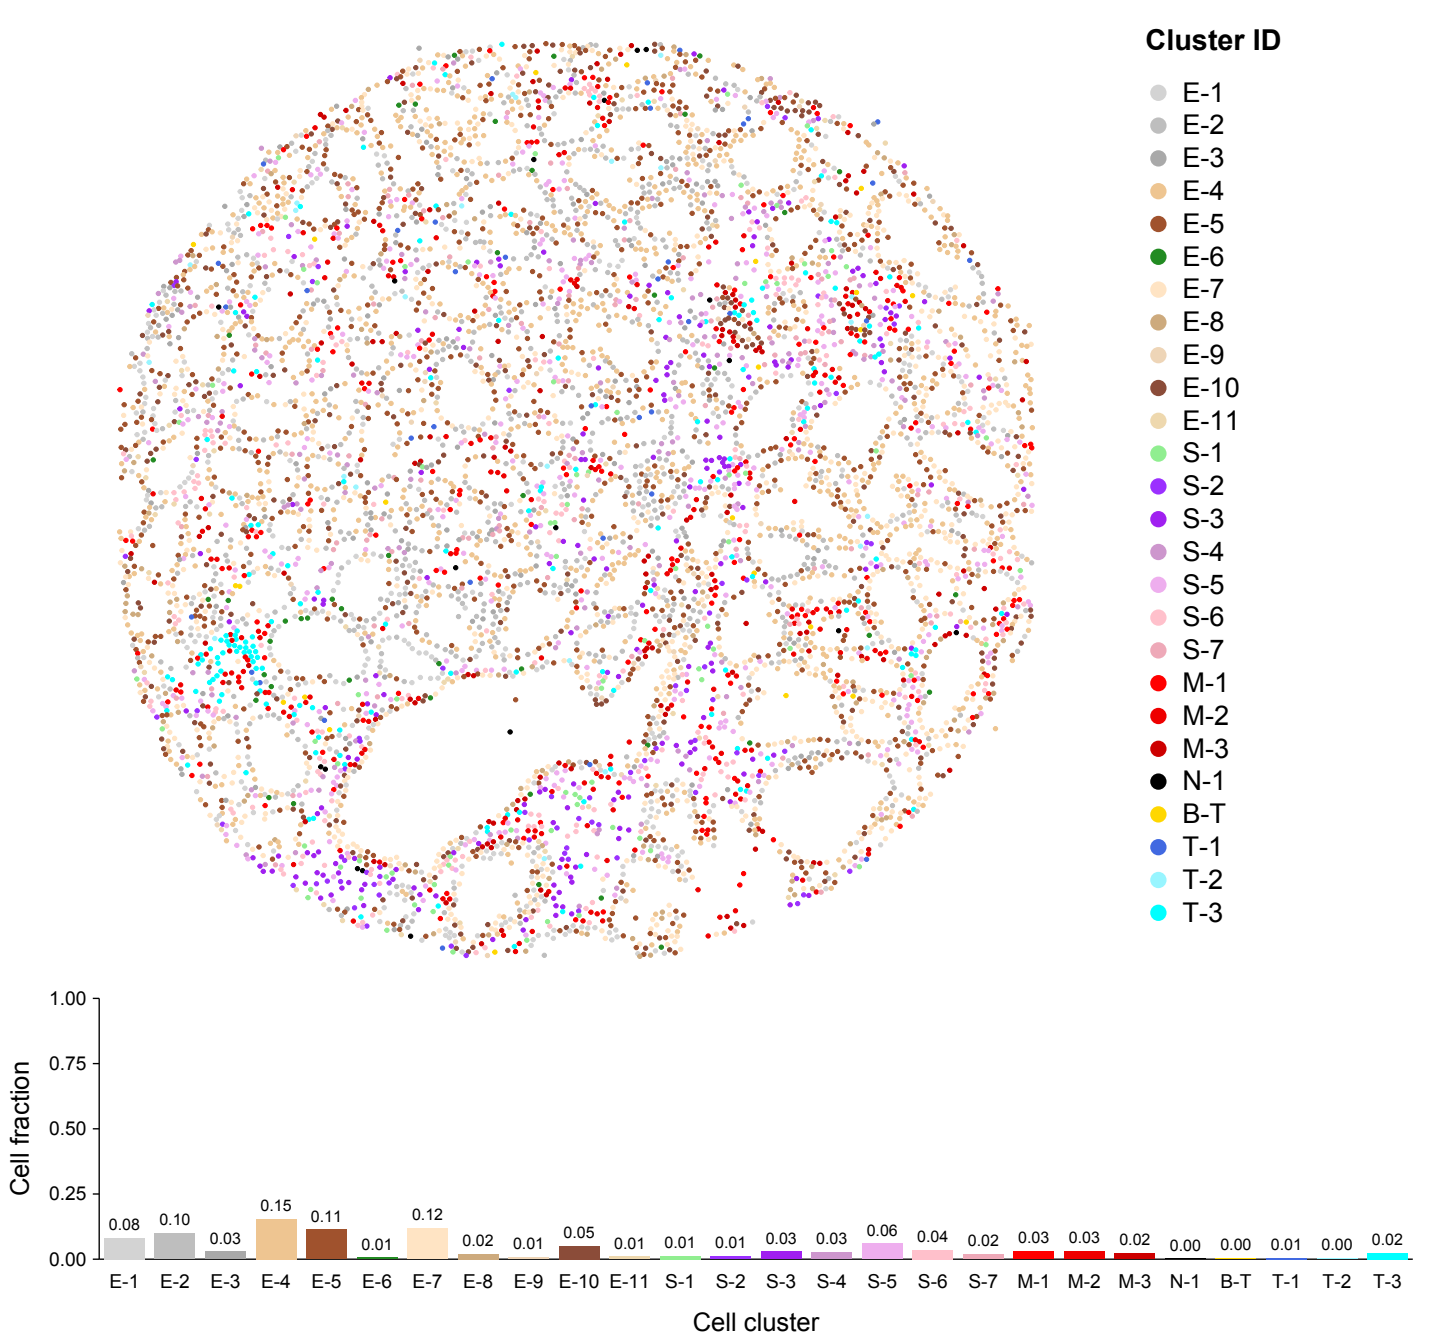 Cluster ID
E-1
E-2
E-3
E-4
E-5
E-6
E-7
E-8
E-9
E-10
E-11
S-1
S-2
S-3
S-4
S-5
S-6
S-7
M-1
M-2
M-3
N-1
B-T
T-1
T-2
T-3
1.00
0.75
0.50
0.25
0.00
Cell fraction
0.08 0.10 0.03 0.15 0.11 0.01 0.12 0.02 0.01 0.05 0.01 0.01 0.01 0.03 0.03 0.06 0.04 0.02 0.03 0.03 0.02 0.00 0.00 0.01 0.00 0.02
E-1 E-2 E-3 E-4 E-5 E-6 E-7 E-8 E-9 E-10 E-11 S-1 S-2 S-3 S-4 S-5 S-6 S-7 M-1 M-2 M-3 N-1 B-T T-1 T-2 T-3
Cell cluster